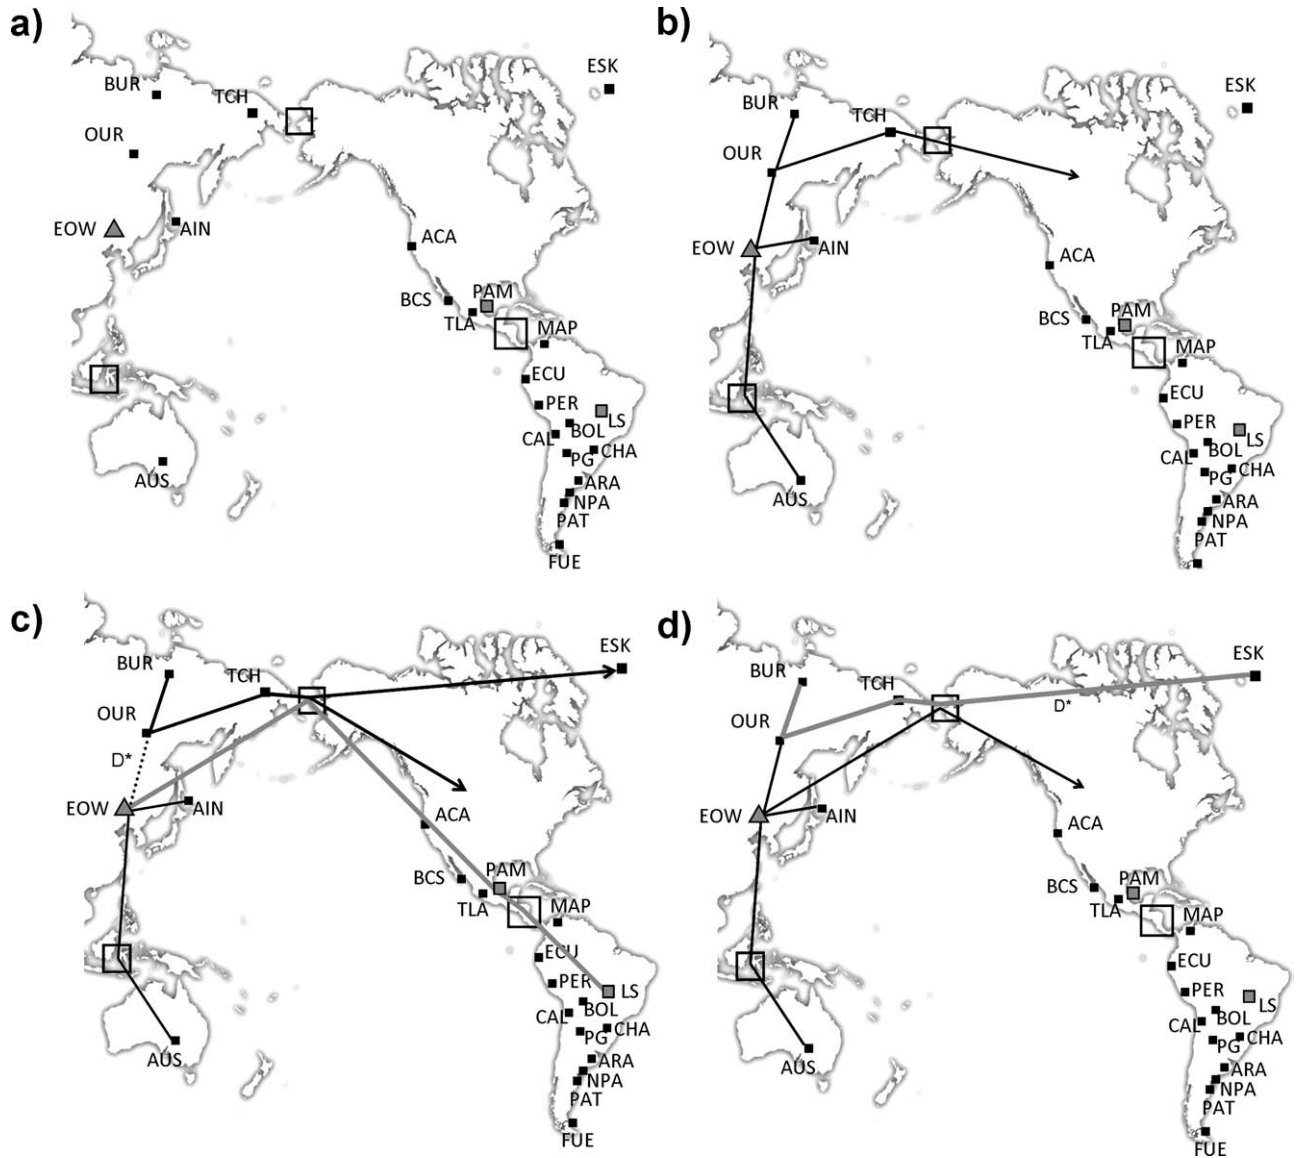 a)
ESK
BUR
TCH
OUR
EOW
AIN
ACA
BCS
PAM
TLA
MAP
ECU
PER
LS
BOL
CAL
CHA
PG
AUS
ARA
NPA
PAT
FUE
b)
ESK
BUR
TCH
OUR
EOW
AIN
ACA
BCS
PAM
TLA
MAP
ECU
PER
LS
BOL
CAL
CHA
PG
AUS
ARA
NPA
PAT
c)
ESK
BUR
TCH
OUR
D*
EOW
AIN
ACA
BCS
PAM
TLA
MAP
ECU
PER
LS
BOL
CAL
CHA
PG
AUS
ARA
NPA
PAT
FUE
d)
ESK
BUR
TCH
D*
OUR
EOW
AIN
ACA
BCS
PAM
TLA
MAP
ECU
PER
LS
BOL
CAL
CHA
PG
AUS
ARA
NPA
PAT
FUE